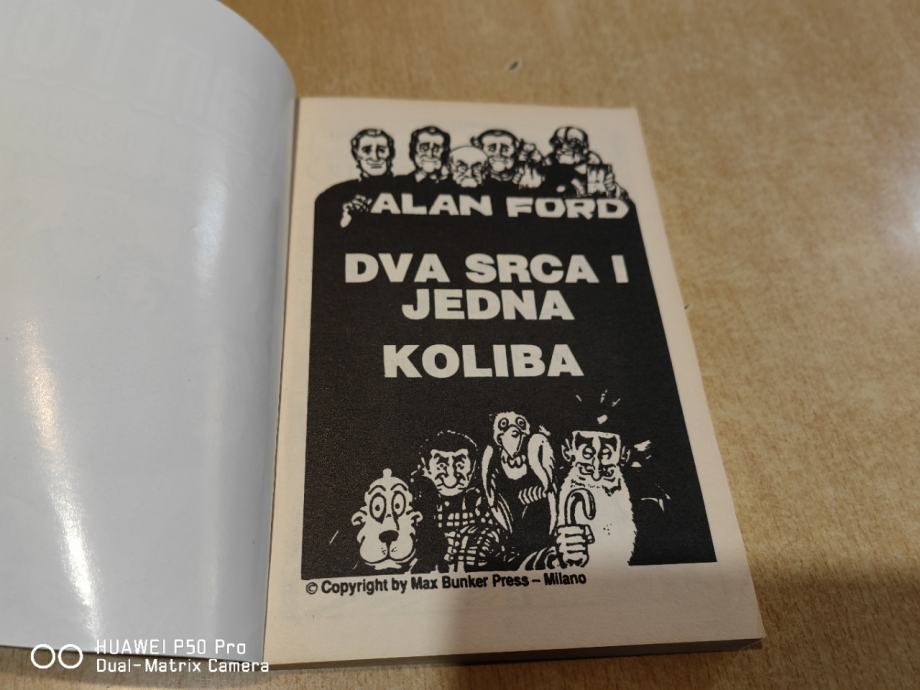 ALAN FORD
DVA SRCA I
JEDNA
KOLIBA
© Copyright by Max Bunker Press – Milano
HUAWEI P50 Pro
Dual-Matrix Camera